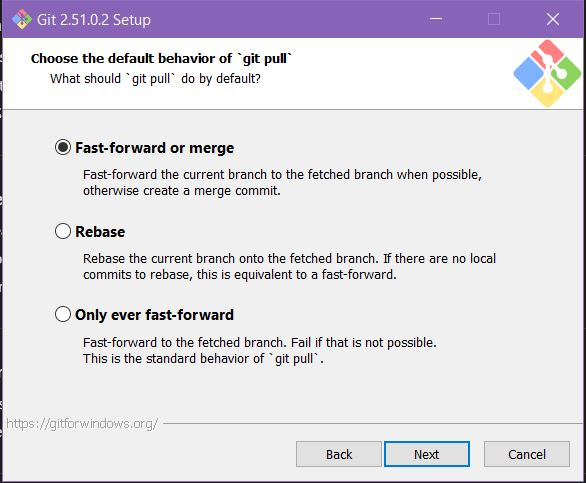 Git 2.51.0.2 Setup
Choose the default behavior of `git pull`
What should `git pull` do by default?
Fast-forward or merge
Fast-forward the current branch to the fetched branch when possible,
otherwise create a merge commit.
Rebase
Rebase the current branch onto the fetched branch. If there are no local
commits to rebase, this is equivalent to a fast-forward.
Only ever fast-forward
Fast-forward to the fetched branch. Fail if that is not possible.
This is the standard behavior of `git pull`.
https://gitforwindows.org/
Back
Next
Cancel